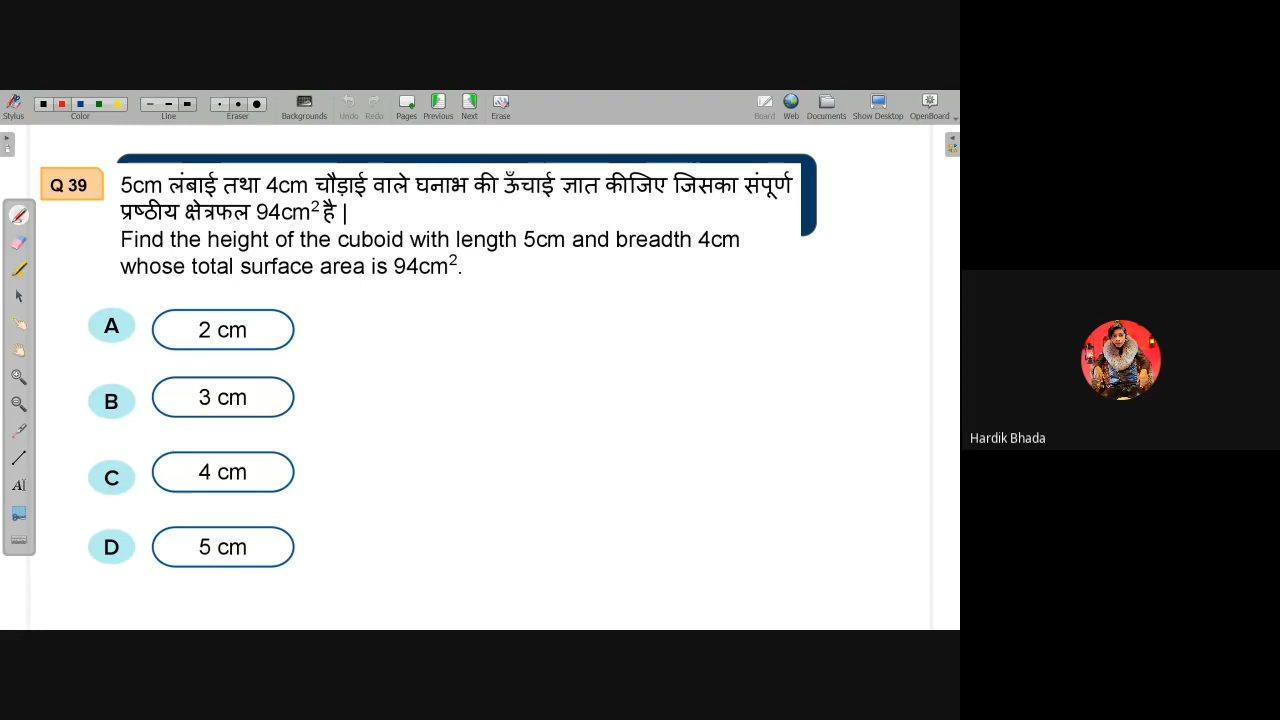 Stylus
Color
Line
Eraser
Backgrounds
Undo
Redo
Pages
Previous
Next
Erase
Board
Web
Documents
Show Desktop
OpenBoard
Q 39
5cm लंबाई तथा 4cm चौड़ाई वाले घनाभ की ऊँचाई ज्ञात कीजिए जिसका संपूर्ण
प्रष्ठीय क्षेत्रफल 94cm² है |
Find the height of the cuboid with length 5cm and breadth 4cm
whose total surface area is 94cm².
A 2 cm
B 3 cm
C 4 cm
D 5 cm
Hardik Bhada